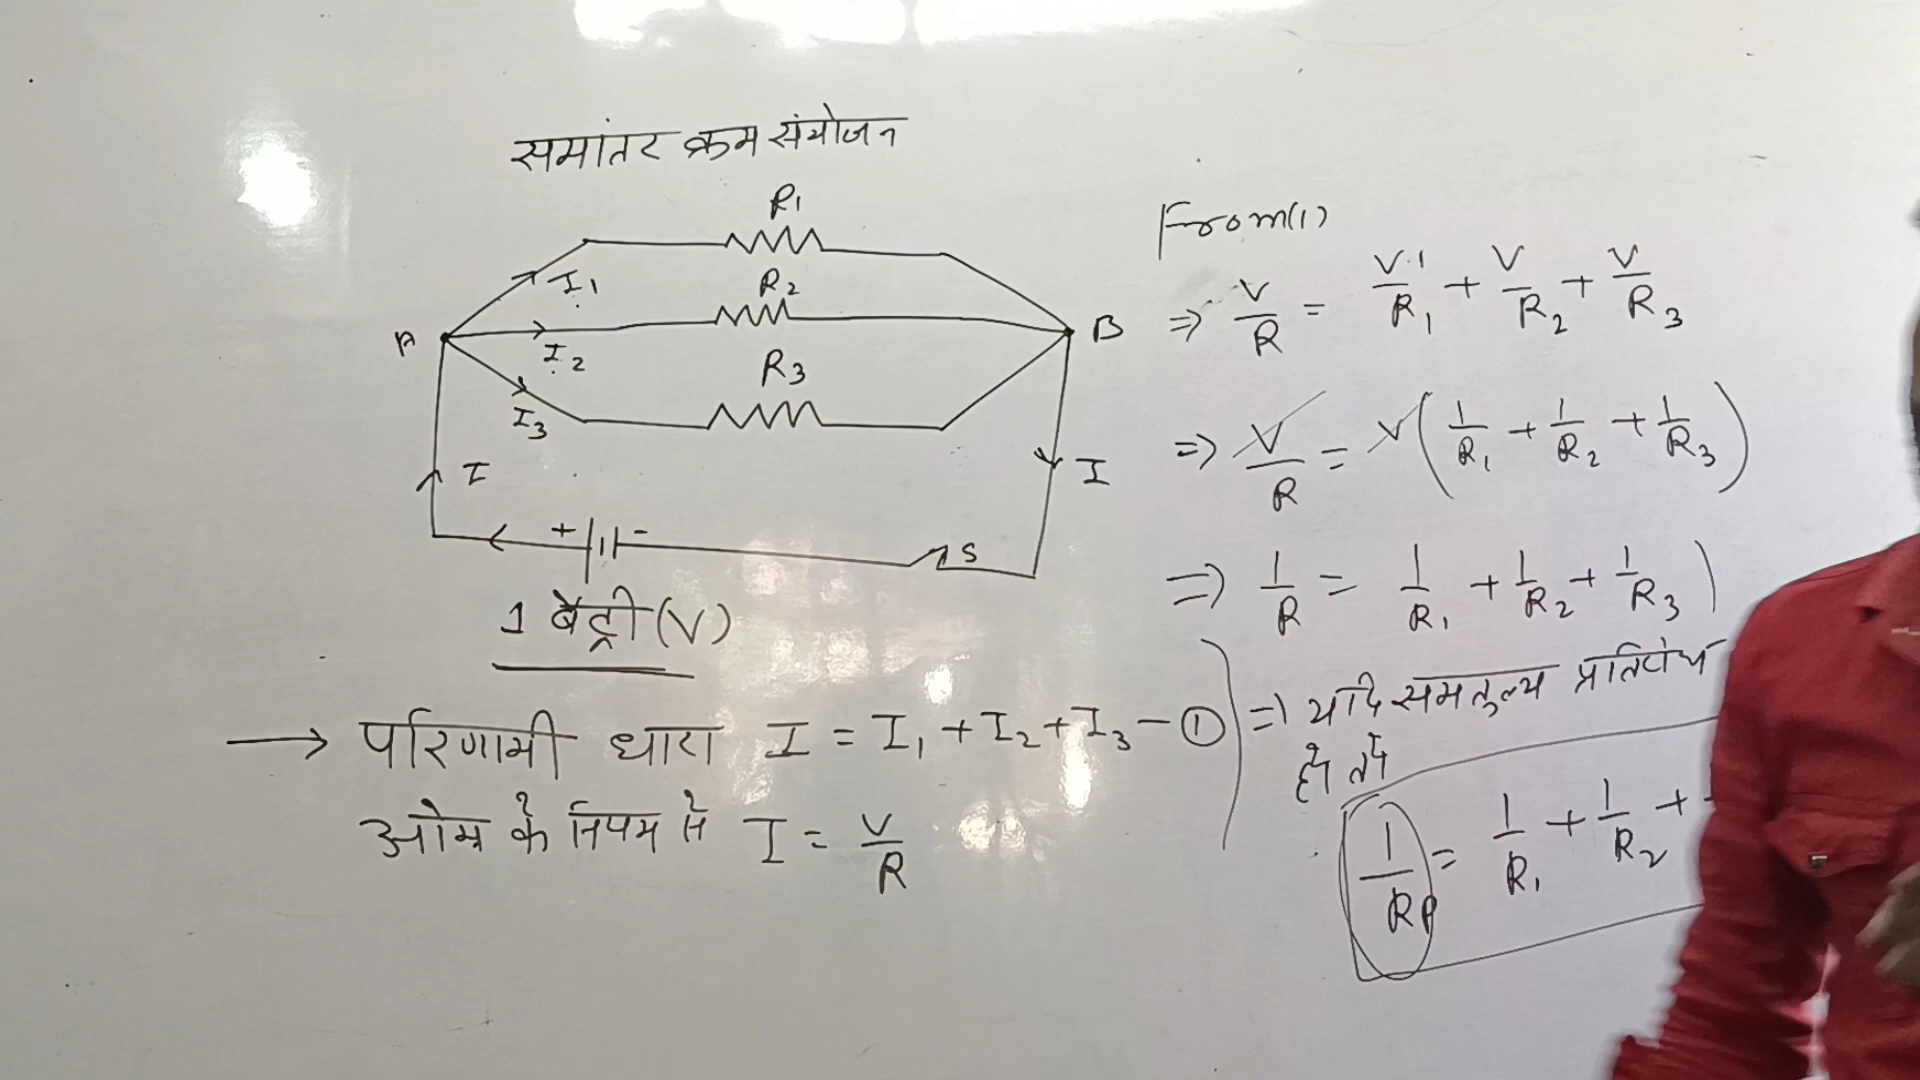 समांतर क्रम संयोजन
R₁
I₁
R₂
A
I₂
B
R₃
I₃
I
I
+ -
S
1 बैट्री (V)
→ परिणामी धारा I = I₁ + I₂ + I₃ - ①
ओम के नियम से I = V/R
From (1)
⇒ V/R = V/R₁ + V/R₂ + V/R₃
⇒ V/R = V(1/R₁ + 1/R₂ + 1/R₃)
⇒ 1/R = 1/R₁ + 1/R₂ + 1/R₃)
⇒ यदि समतुल्य प्रतिरोध
हो तो
1/RP = 1/R₁ + 1/R₂ +